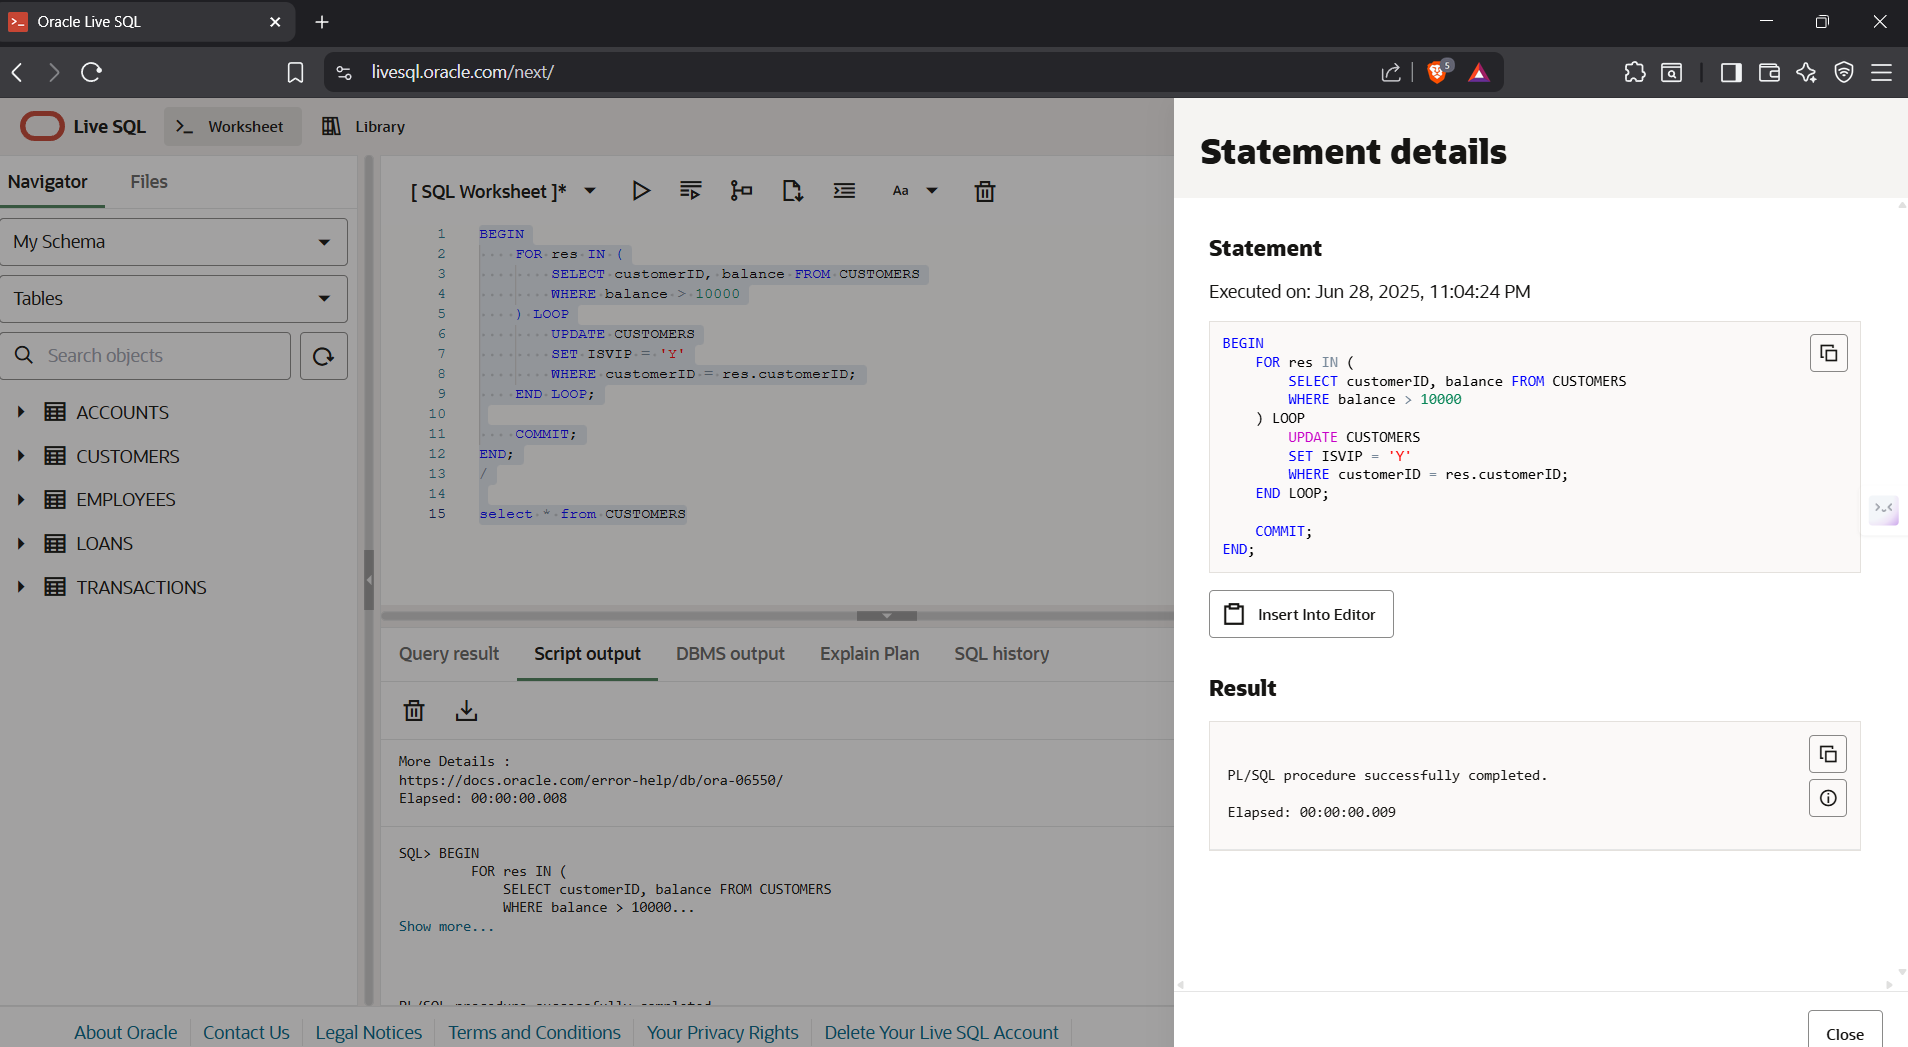 Oracle Live SQL
livesql.oracle.com/next/
5
Live SQL
Worksheet
Library
Navigator
Files
My Schema
Tables
Search objects
ACCOUNTS
CUSTOMERS
EMPLOYEES
LOANS
TRANSACTIONS
[ SQL Worksheet ]*
Aa
1 BEGIN
2 FOR res IN (
3 SELECT customerID, balance FROM CUSTOMERS
4 WHERE balance > 10000
5 ) LOOP
6 UPDATE CUSTOMERS
7 SET ISVIP = 'Y'
8 WHERE customerID = res.customerID;
9 END LOOP;
10
11 COMMIT;
12 END;
13 /
14
15 select * from CUSTOMERS
Query result
Script output
DBMS output
Explain Plan
SQL history
More Details :
https://docs.oracle.com/error-help/db/ora-06550/
Elapsed: 00:00:00.008
SQL> BEGIN
FOR res IN (
SELECT customerID, balance FROM CUSTOMERS
WHERE balance > 10000...
Show more...
PL/SQL procedure successfully completed.
Statement details
Statement
Executed on: Jun 28, 2025, 11:04:24 PM
BEGIN
FOR res IN (
SELECT customerID, balance FROM CUSTOMERS
WHERE balance > 10000
) LOOP
UPDATE CUSTOMERS
SET ISVIP = 'Y'
WHERE customerID = res.customerID;
END LOOP;
COMMIT;
END;
Insert Into Editor
Result
PL/SQL procedure successfully completed.
Elapsed: 00:00:00.009
Close
About Oracle
Contact Us
Legal Notices
Terms and Conditions
Your Privacy Rights
Delete Your Live SQL Account